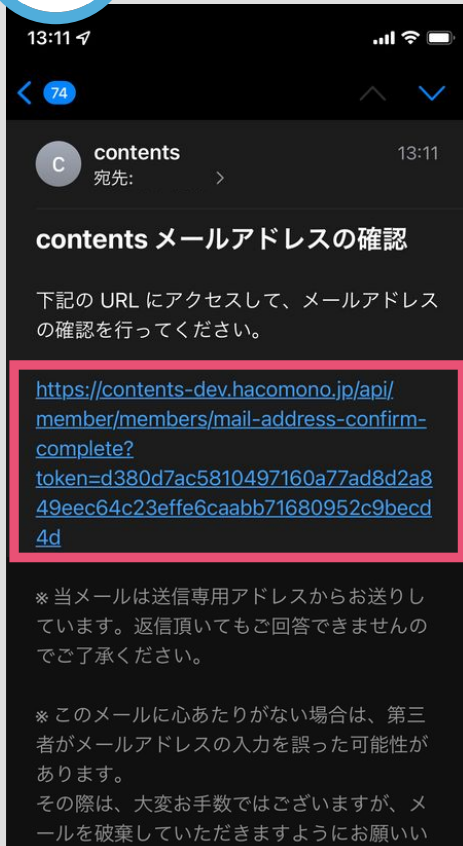 13:11
74
C
contents
13:11
宛先:
contents メールアドレスの確認
下記の URL にアクセスして、メールアドレス
の確認を行ってください。
https://contents-dev.hacomono.jp/api/
member/members/mail-address-confirm-
complete?
token=d380d7ac5810497160a77ad8d2a8
49eec64c23effe6caabb71680952c9becd
4d
※ 当メールは送信専用アドレスからお送りし
ています。返信頂いてもご回答できませんの
でご了承ください。
※ このメールに心あたりがない場合は、第三
者がメールアドレスの入力を誤った可能性が
あります。
その際は、大変お手数ではございますが、メ
ールを破棄していただきますようにお願いい